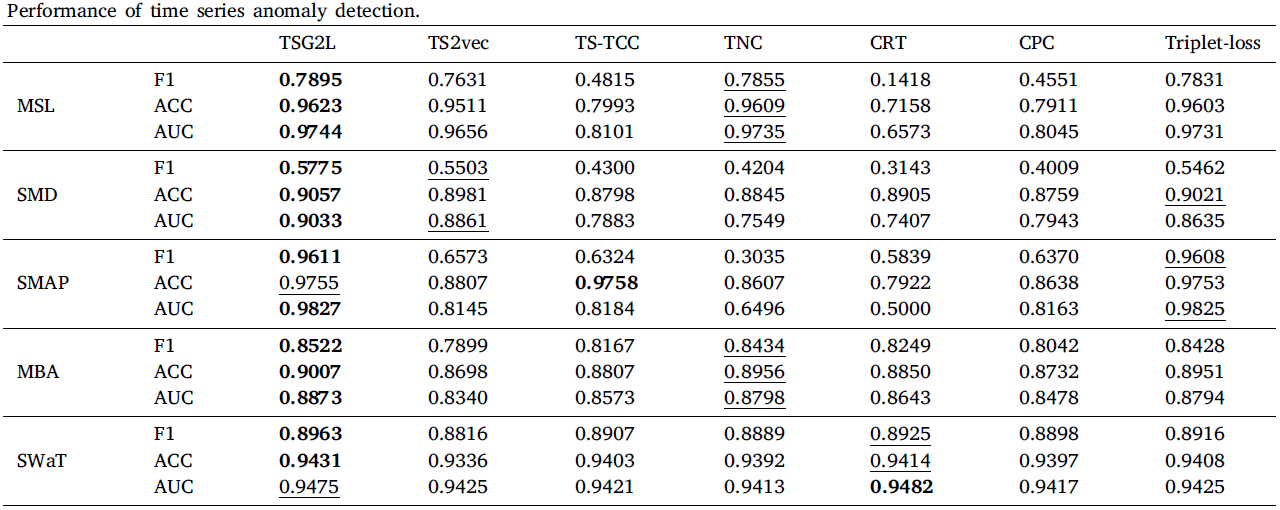 Performance of time series anomaly detection.
TSG2L TS2vec TS-TCC TNC CRT CPC Triplet-loss
F1 0.7895 0.7631 0.4815 0.7855 0.1418 0.4551 0.7831
MSL ACC 0.9623 0.9511 0.7993 0.9609 0.7158 0.7911 0.9603
AUC 0.9744 0.9656 0.8101 0.9735 0.6573 0.8045 0.9731
F1 0.5775 0.5503 0.4300 0.4204 0.3143 0.4009 0.5462
SMD ACC 0.9057 0.8981 0.8798 0.8845 0.8905 0.8759 0.9021
AUC 0.9033 0.8861 0.7883 0.7549 0.7407 0.7943 0.8635
F1 0.9611 0.6573 0.6324 0.3035 0.5839 0.6370 0.9608
SMAP ACC 0.9755 0.8807 0.9758 0.8607 0.7922 0.8638 0.9753
AUC 0.9827 0.8145 0.8184 0.6496 0.5000 0.8163 0.9825
F1 0.8522 0.7899 0.8167 0.8434 0.8249 0.8042 0.8428
MBA ACC 0.9007 0.8698 0.8807 0.8956 0.8850 0.8732 0.8951
AUC 0.8873 0.8340 0.8573 0.8798 0.8643 0.8478 0.8794
F1 0.8963 0.8816 0.8907 0.8889 0.8925 0.8898 0.8916
SWaT ACC 0.9431 0.9336 0.9403 0.9392 0.9414 0.9397 0.9408
AUC 0.9475 0.9425 0.9421 0.9413 0.9482 0.9417 0.9425